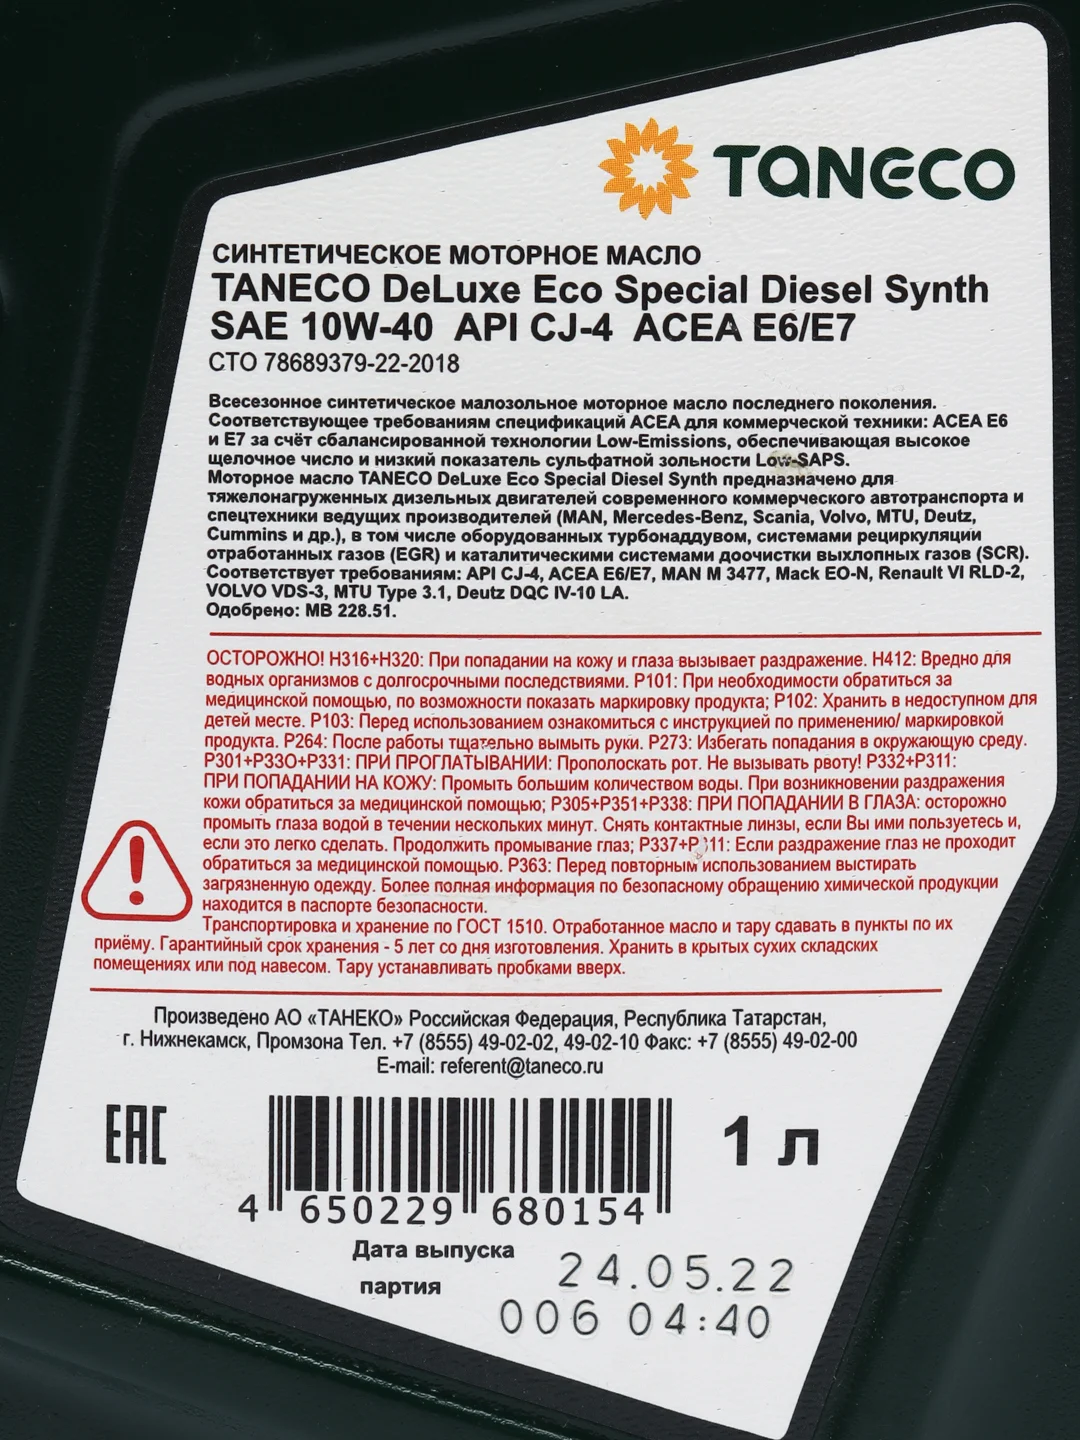 TANECO
СИНТЕТИЧЕСКОЕ МОТОРНОЕ МАСЛО
TANECO DeLuxe Eco Special Diesel Synth
SAE 10W-40 API CJ-4 ACEA E6/E7
СТО 78689379-22-2018
Всесезонное синтетическое малозольное моторное масло последнего поколения.
Соответствующее требованиям спецификаций ACEA для коммерческой техники: ACEA E6
и E7 за счёт сбалансированной технологии Low-Emissions, обеспечивающая высокое
щелочное число и низкий показатель сульфатной зольности Low-SAPS.
Моторное масло TANECO DeLuxe Eco Special Diesel Synth предназначено для
тяжелонагруженных дизельных двигателей современного коммерческого автотранспорта и
спецтехники ведущих производителей (MAN, Mercedes-Benz, Scania, Volvo, MTU, Deutz,
Cummins и др.), в том числе оборудованных турбонаддувом, системами рециркуляции
отработанных газов (EGR) и каталитическими системами доочистки выхлопных газов (SCR).
Соответствует требованиям: API CJ-4, ACEA E6/E7, MAN M 3477, Mack EO-N, Renault VI RLD-2,
VOLVO VDS-3, MTU Type 3.1, Deutz DQC IV-10 LA.
Одобрено: MB 228.51.
ОСТОРОЖНО! H316+H320: При попадании на кожу и глаза вызывает раздражение. H412: Вредно для
водных организмов с долгосрочными последствиями. P101: При необходимости обратиться за
медицинской помощью, по возможности показать маркировку продукта; P102: Хранить в недоступном для
детей месте. P103: Перед использованием ознакомиться с инструкцией по применению/ маркировкой
продукта. P264: После работы тщательно вымыть руки. P273: Избегать попадания в окружающую среду.
P301+P33O+P331: ПРИ ПРОГЛАТЫВАНИИ: Прополоскать рот. Не вызывать рвоту! P332+P311:
ПРИ ПОПАДАНИИ НА КОЖУ: Промыть большим количеством воды. При возникновении раздражения
кожи обратиться за медицинской помощью; P305+P351+P338: ПРИ ПОПАДАНИИ В ГЛАЗА: осторожно
промыть глаза водой в течении нескольких минут. Снять контактные линзы, если Вы ими пользуетесь и,
если это легко сделать. Продолжить промывание глаз; P337+P311: Если раздражение глаз не проходит
обратиться за медицинской помощью. P363: Перед повторным использованием выстирать
загрязненную одежду. Более полная информация по безопасному обращению химической продукции
находится в паспорте безопасности.
Транспортировка и хранение по ГОСТ 1510. Отработанное масло и тару сдавать в пункты по их
приёму. Гарантийный срок хранения - 5 лет со дня изготовления. Хранить в крытых сухих складских
помещениях или под навесом. Тару устанавливать пробками вверх.
Произведено АО «ТАНЕКО» Российская Федерация, Республика Татарстан,
г. Нижнекамск, Промзона Тел. +7 (8555) 49-02-02, 49-02-10 Факс: +7 (8555) 49-02-00
E-mail: referent@taneco.ru
EAC
1 л
4 650229 680154
Дата выпуска 24.05.22
партия 006 04:40